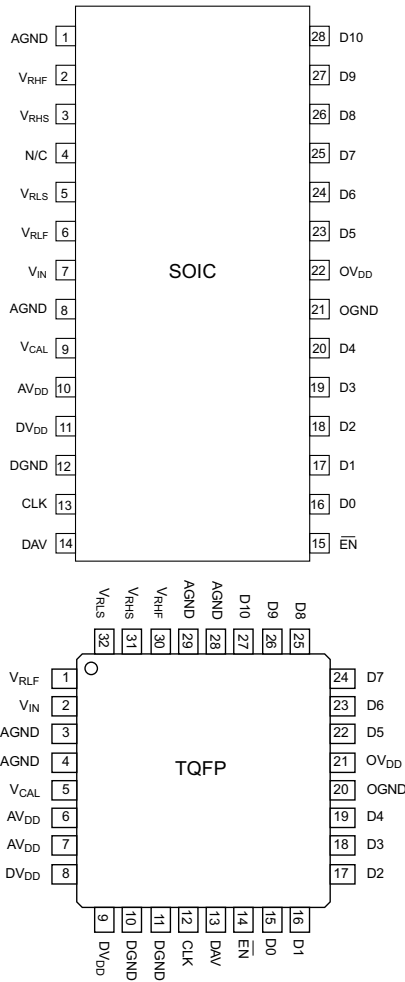 AGND 1 28 D10
VRHF 2 27 D9
VRHS 3 26 D8
N/C 4 25 D7
VRLS 5 24 D6
VRLF 6 23 D5
VIN 7 SOIC 22 OVDD
AGND 8 21 OGND
VCAL 9 20 D4
AVDD 10 19 D3
DVDD 11 18 D2
DGND 12 17 D1
CLK 13 16 D0
DAV 14 15 E̅N̅
VRLS VRHS VRHF AGND AGND D10 D9 D8
32 31 30 29 28 27 26 25
VRLF 1 24 D7
VIN 2 23 D6
AGND 3 22 D5
AGND 4 TQFP 21 OVDD
VCAL 5 20 OGND
AVDD 6 19 D4
AVDD 7 18 D3
DVDD 8 17 D2
9 10 11 12 13 14 15 16
DVDD DGND DGND CLK DAV E̅N̅ D0 D1